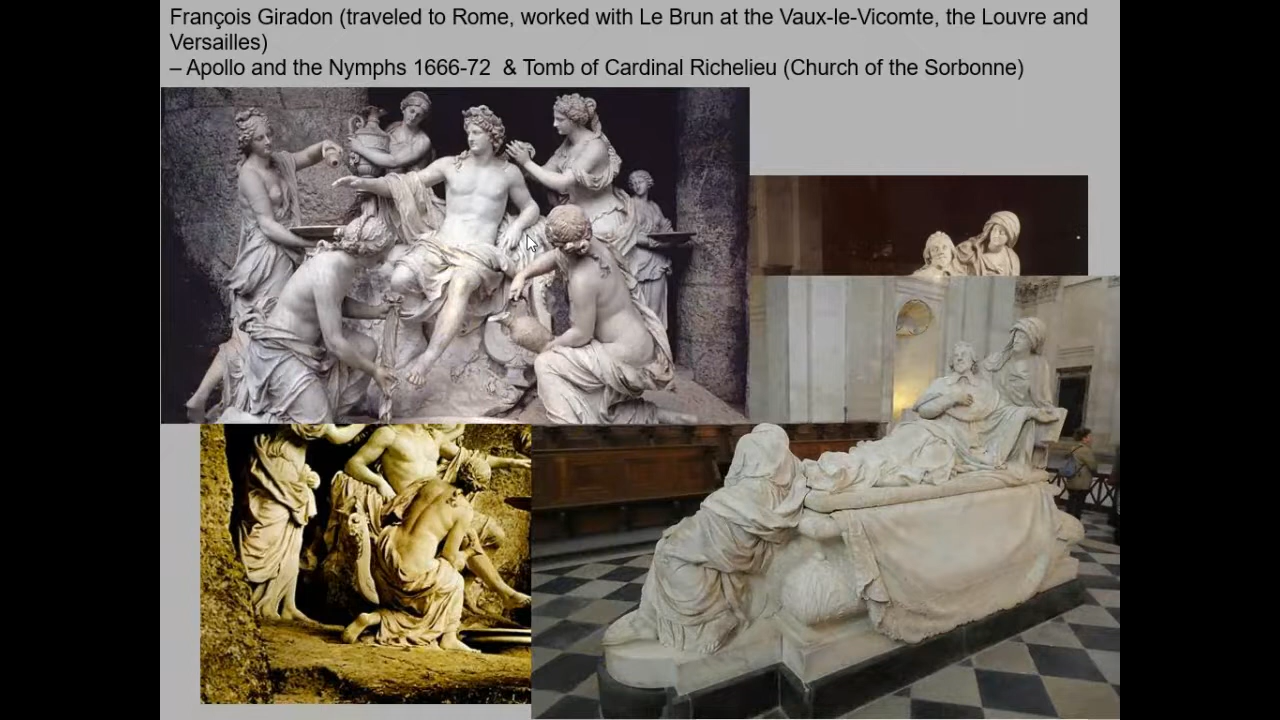 François Giradon (traveled to Rome, worked with Le Brun at the Vaux-le-Vicomte, the Louvre and
Versailles)
– Apollo and the Nymphs 1666-72  & Tomb of Cardinal Richelieu (Church of the Sorbonne)